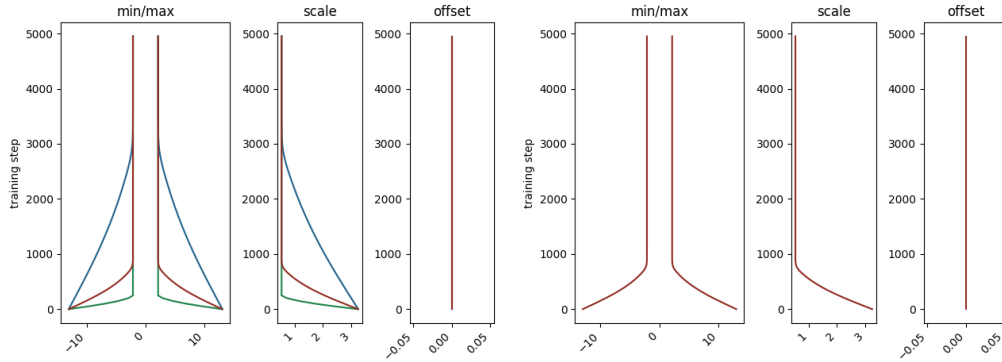 min/max scale offset min/max scale offset
5000 5000 5000 5000 5000 5000
4000 4000 4000 4000 4000 4000
3000 3000 3000 3000 3000 3000
training step training step
2000 2000 2000 2000 2000 2000
1000 1000 1000 1000 1000 1000
0 0 0 0 0 0
−10 0 10 1 2 3 −0.05 0.00 0.05 −10 0 10 1 2 3 −0.05 0.00 0.05